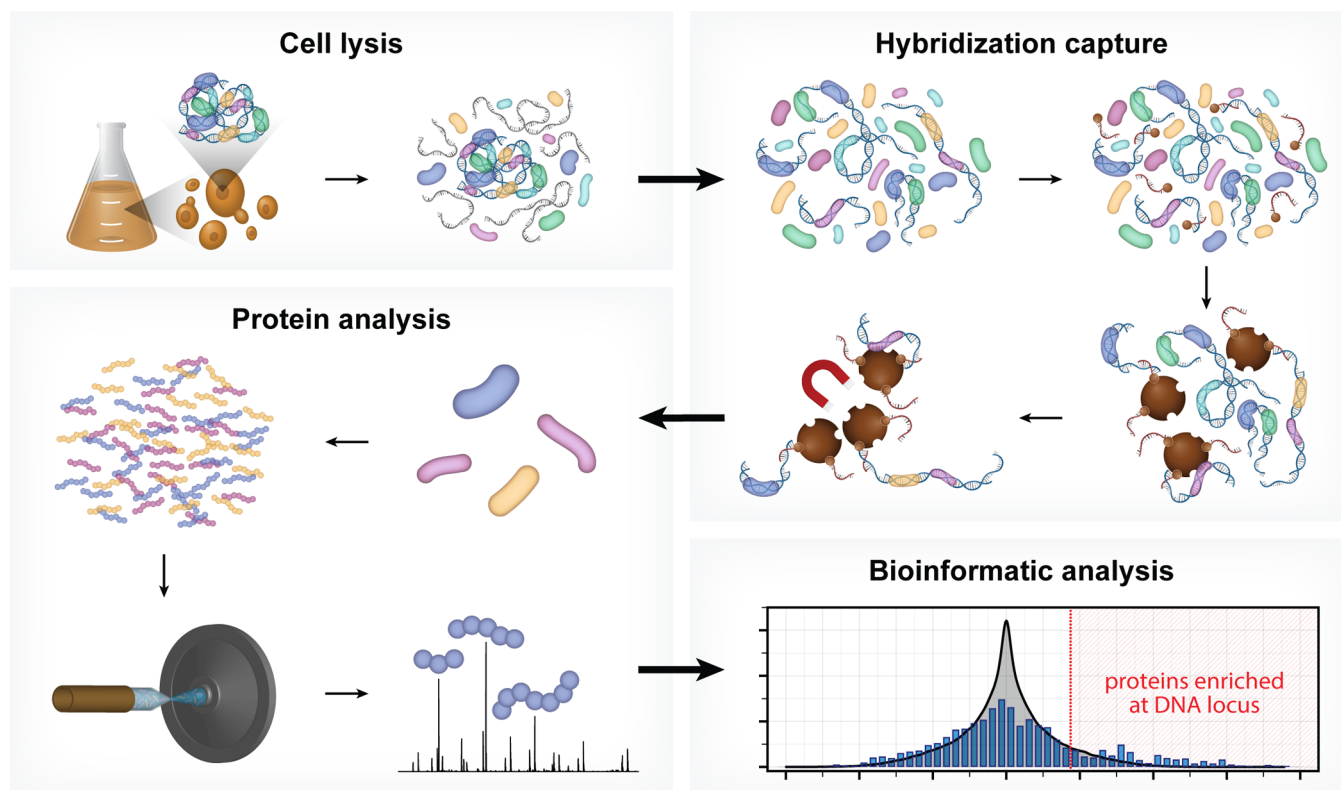 Cell lysis
Hybridization capture
Protein analysis
Bioinformatic analysis
proteins enriched
at DNA locus